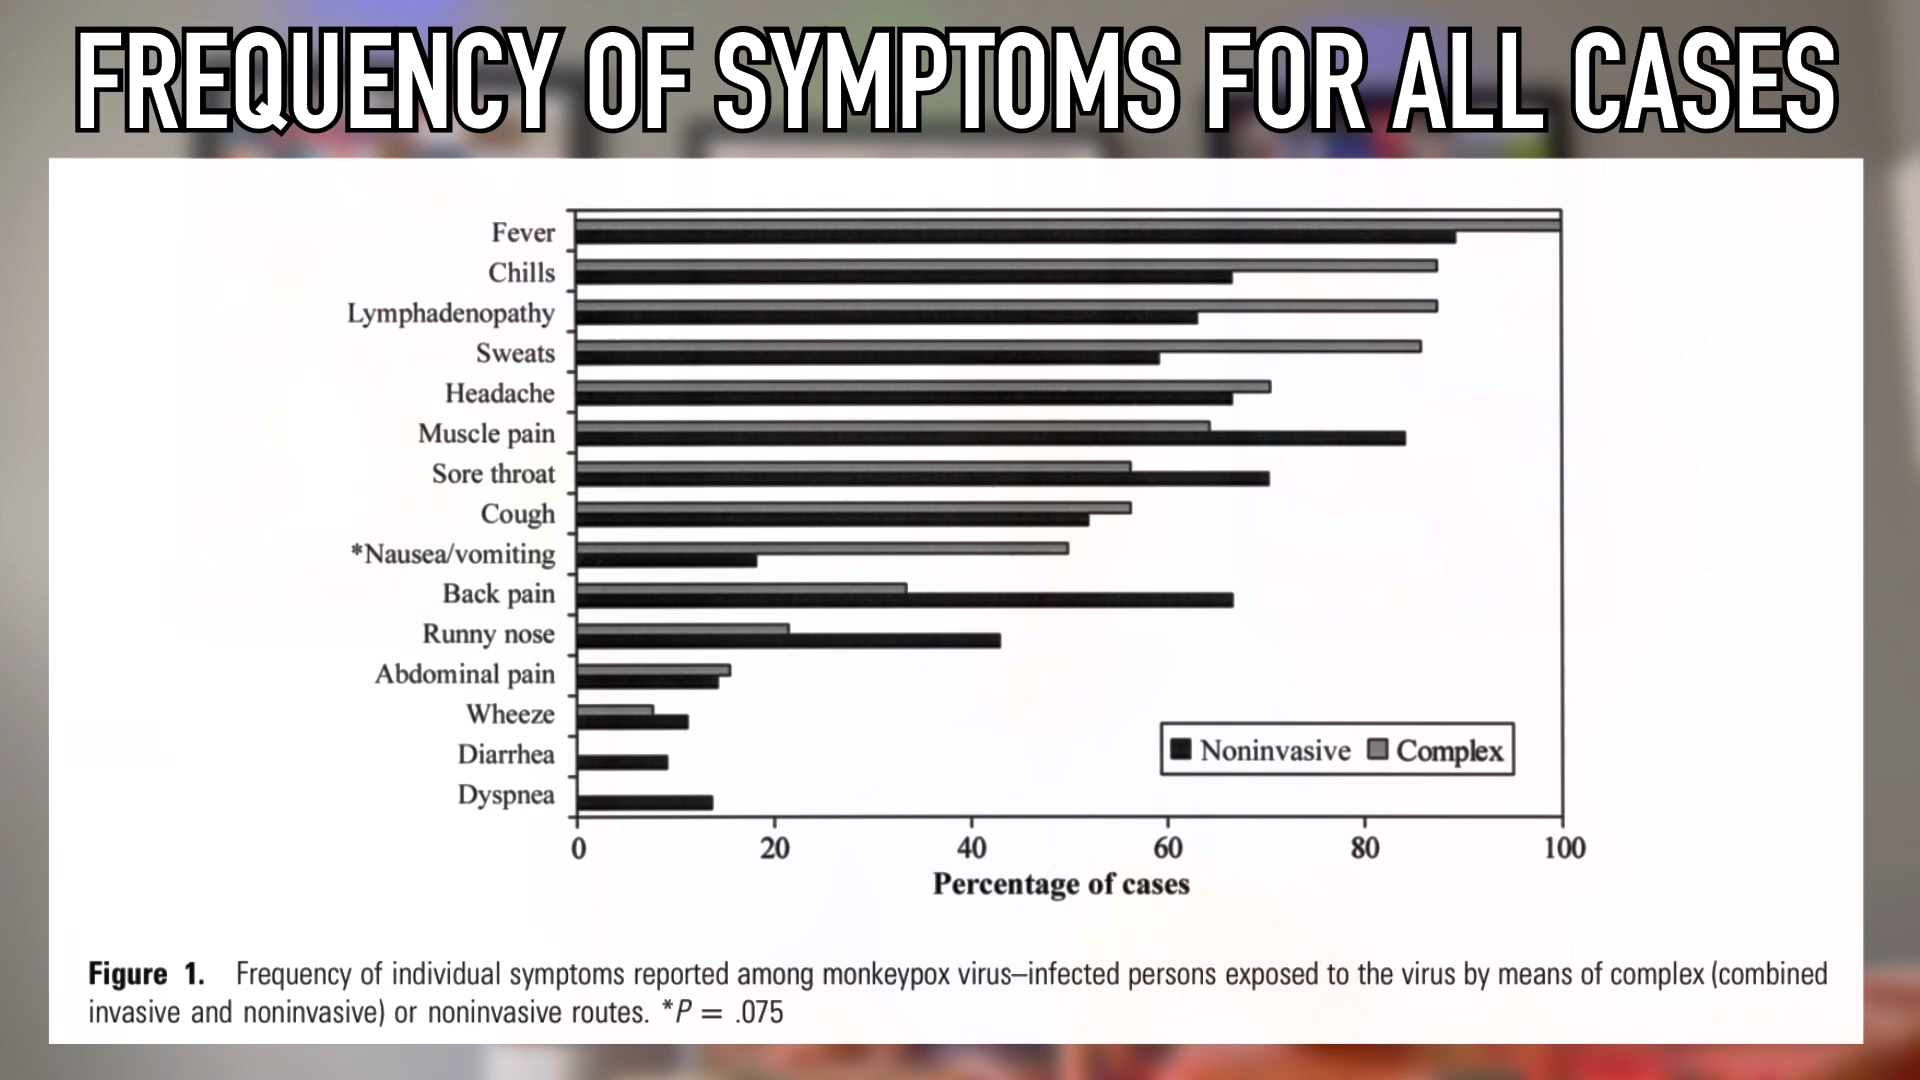 FREQUENCY OF SYMPTOMS FOR ALL CASES
Fever
Chills
Lymphadenopathy
Sweats
Headache
Muscle pain
Sore throat
Cough
*Nausea/vomiting
Back pain
Runny nose
Abdominal pain
Wheeze
Diarrhea
Dyspnea
Noninvasive Complex
0 20 40 60 80 100
Percentage of cases
Figure 1. Frequency of individual symptoms reported among monkeypox virus–infected persons exposed to the virus by means of complex (combined
invasive and noninvasive) or noninvasive routes. *P = .075